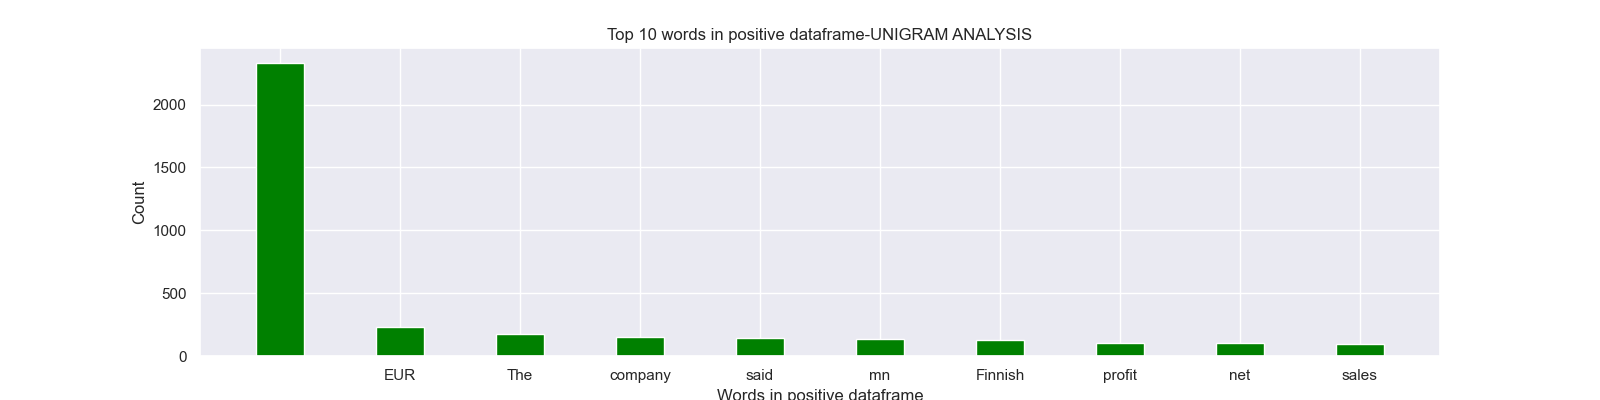 Top 10 words in positive dataframe-UNIGRAM ANALYSIS
Count
2000
1500
1000
500
0
EUR The company said mn Finnish profit net sales
Words in positive dataframe